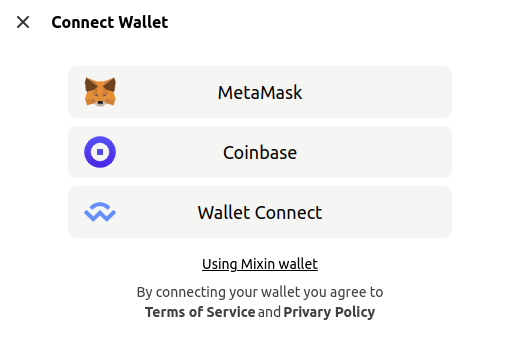 Connect Wallet
MetaMask
Coinbase
Wallet Connect
Using Mixin wallet
By connecting your wallet you agree to
Terms of Service and Privary Policy